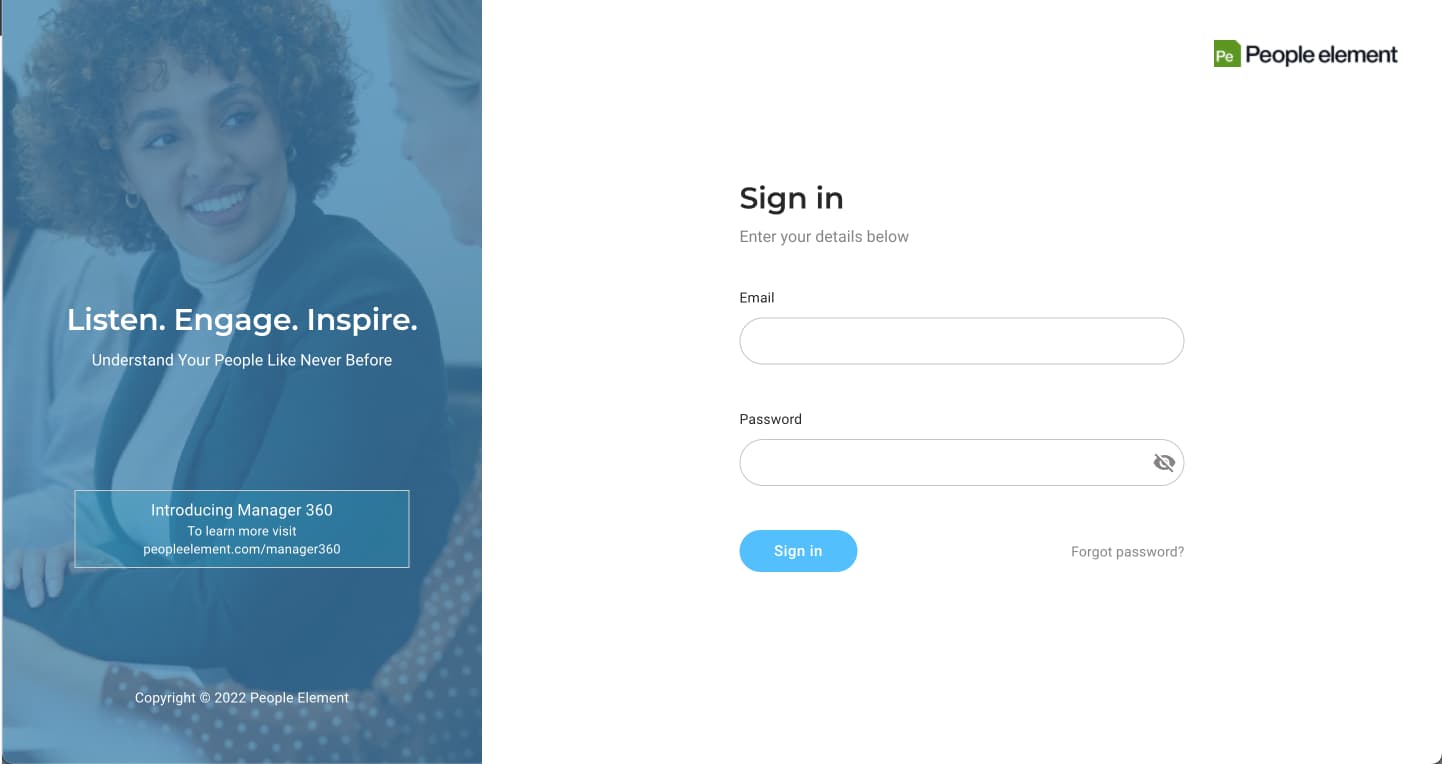 Listen. Engage. Inspire.
Understand Your People Like Never Before
Introducing Manager 360
To learn more visit
peopleelement.com/manager360
Copyright © 2022 People Element
Pe People element
Sign in
Enter your details below
Email
Password
Sign in
Forgot password?